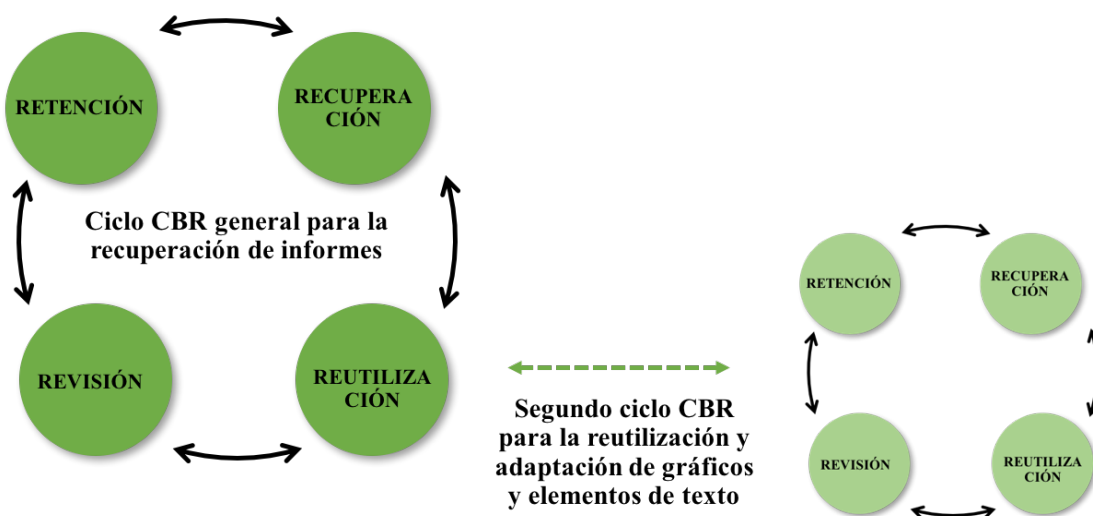 RETENCIÓN
RECUPERA
CIÓN
Ciclo CBR general para la
recuperación de informes
REVISIÓN
REUTILIZA
CIÓN
Segundo ciclo CBR
para la reutilización y
adaptación de gráficos
y elementos de texto
RETENCIÓN
RECUPERA
CIÓN
REVISIÓN
REUTILIZA
CIÓN